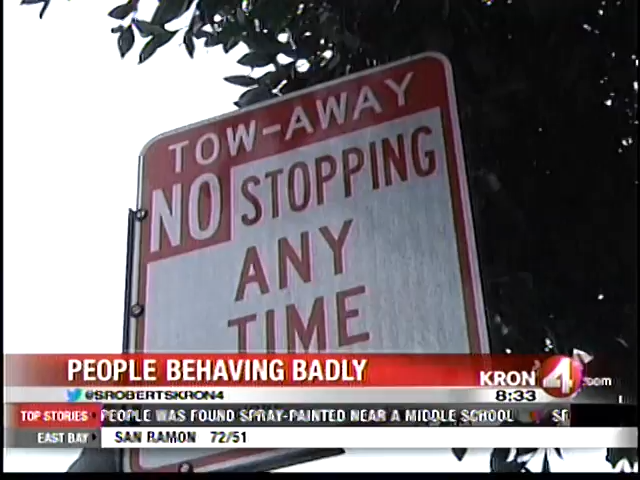 TOW-AWAY
NO STOPPING
ANY
TIME
PEOPLE BEHAVING BADLY
KRON 4 .com
@SROBERTSKRON4
8:33
TOP STORIES PEOPLE WAS FOUND SPRAY-PAINTED NEAR A MIDDLE SCHOOL
EAST BAY SAN RAMON 72/51